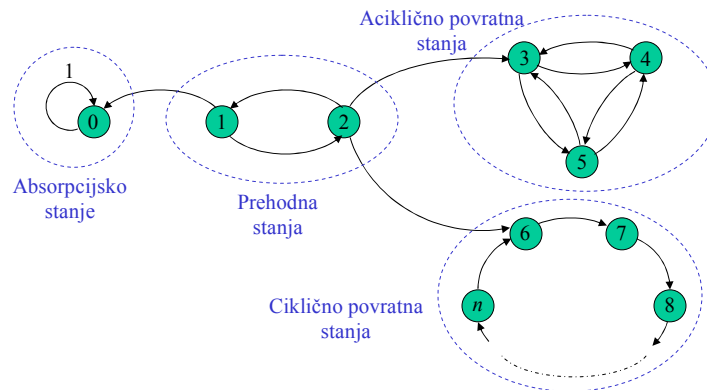 Aciklično povratna
stanja
1
0
1
2
3
4
5
Absorpcijsko
stanje
Prehodna
stanja
6
7
n
8
Ciklično povratna
stanja